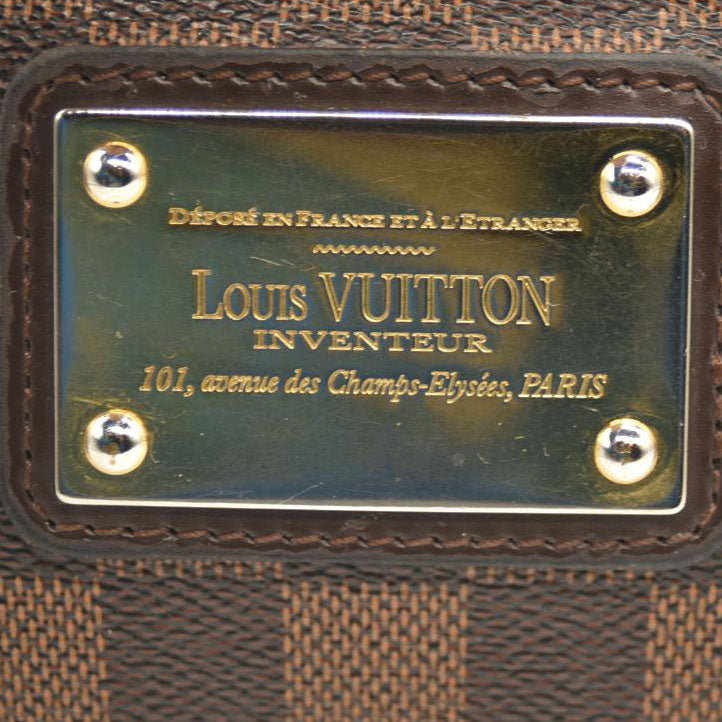 DÉPOSÉ EN FRANCE ET À L'ETRANGER
LOUIS VUITTON
INVENTEUR
101, avenue des Champs-Elysées, PARIS